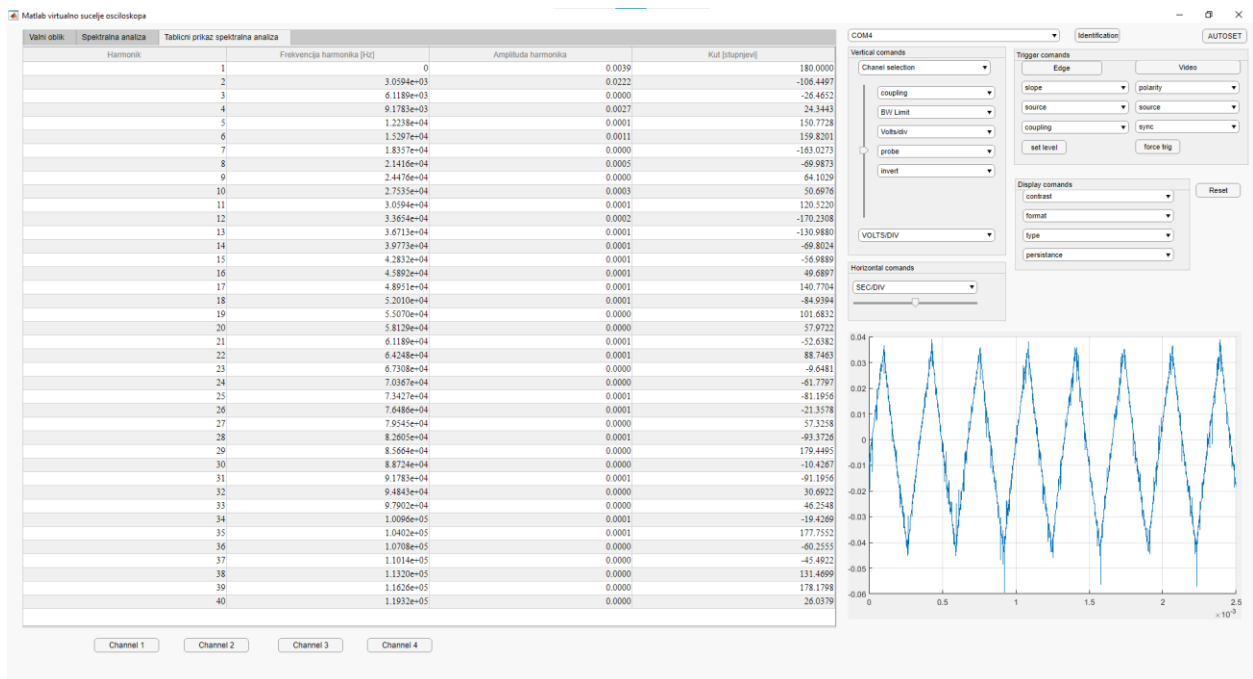 Matlab virtualno sucelje osciloskopa
Valni oblik Spektralna analiza Tablicni prikaz spektralna analiza
Harmonik Frekvencija harmonika [Hz] Amplituda harmonika Kut [stupnjevi]
1 0 0.0039 180.0000
2 3.0594e+03 0.0222 -106.4497
3 6.1189e+03 0.0000 -26.4652
4 9.1783e+03 0.0027 24.3443
5 1.2238e+04 0.0001 150.7728
6 1.5297e+04 0.0011 159.8201
7 1.8357e+04 0.0000 -163.0273
8 2.1416e+04 0.0005 -69.9873
9 2.4476e+04 0.0000 64.1029
10 2.7535e+04 0.0003 50.6976
11 3.0594e+04 0.0001 120.5220
12 3.3654e+04 0.0002 -170.2308
13 3.6713e+04 0.0001 -130.9880
14 3.9773e+04 0.0001 -69.8024
15 4.2832e+04 0.0001 -56.9889
16 4.5892e+04 0.0001 49.6897
17 4.8951e+04 0.0001 140.7704
18 5.2010e+04 0.0001 -84.9394
19 5.5070e+04 0.0000 101.6832
20 5.8129e+04 0.0000 57.9722
21 6.1189e+04 0.0001 -52.6382
22 6.4248e+04 0.0001 88.7463
23 6.7308e+04 0.0000 -9.6481
24 7.0367e+04 0.0000 -61.7797
25 7.3427e+04 0.0001 -81.1956
26 7.6486e+04 0.0001 -21.3578
27 7.9545e+04 0.0000 57.3258
28 8.2605e+04 0.0001 -93.3726
29 8.5664e+04 0.0000 179.4495
30 8.8724e+04 0.0000 -10.4267
31 9.1783e+04 0.0001 -91.1956
32 9.4843e+04 0.0000 30.6922
33 9.7902e+04 0.0000 46.2548
34 1.0096e+05 0.0001 -19.4269
35 1.0402e+05 0.0001 177.7552
36 1.0708e+05 0.0000 -60.2555
37 1.1014e+05 0.0000 -45.4922
38 1.1320e+05 0.0000 131.4699
39 1.1626e+05 0.0000 178.1798
40 1.1932e+05 0.0000 26.0379
Channel 1 Channel 2 Channel 3 Channel 4
COM4 Identification AUTOSET
Vertical comands
Chanel selection
coupling
BW Limit
Volts/div
probe
invert
VOLTS/DIV
Horizontal comands
SEC/DIV
Trigger comands
Edge Video
slope polarity
source source
coupling sync
set level force trig
Display comands
contrast
format
type
persistance
Reset
0.04
0.03
0.02
0.01
0
-0.01
-0.02
-0.03
-0.04
-0.05
-0.06
0 0.5 1 1.5 2 2.5
×10-3